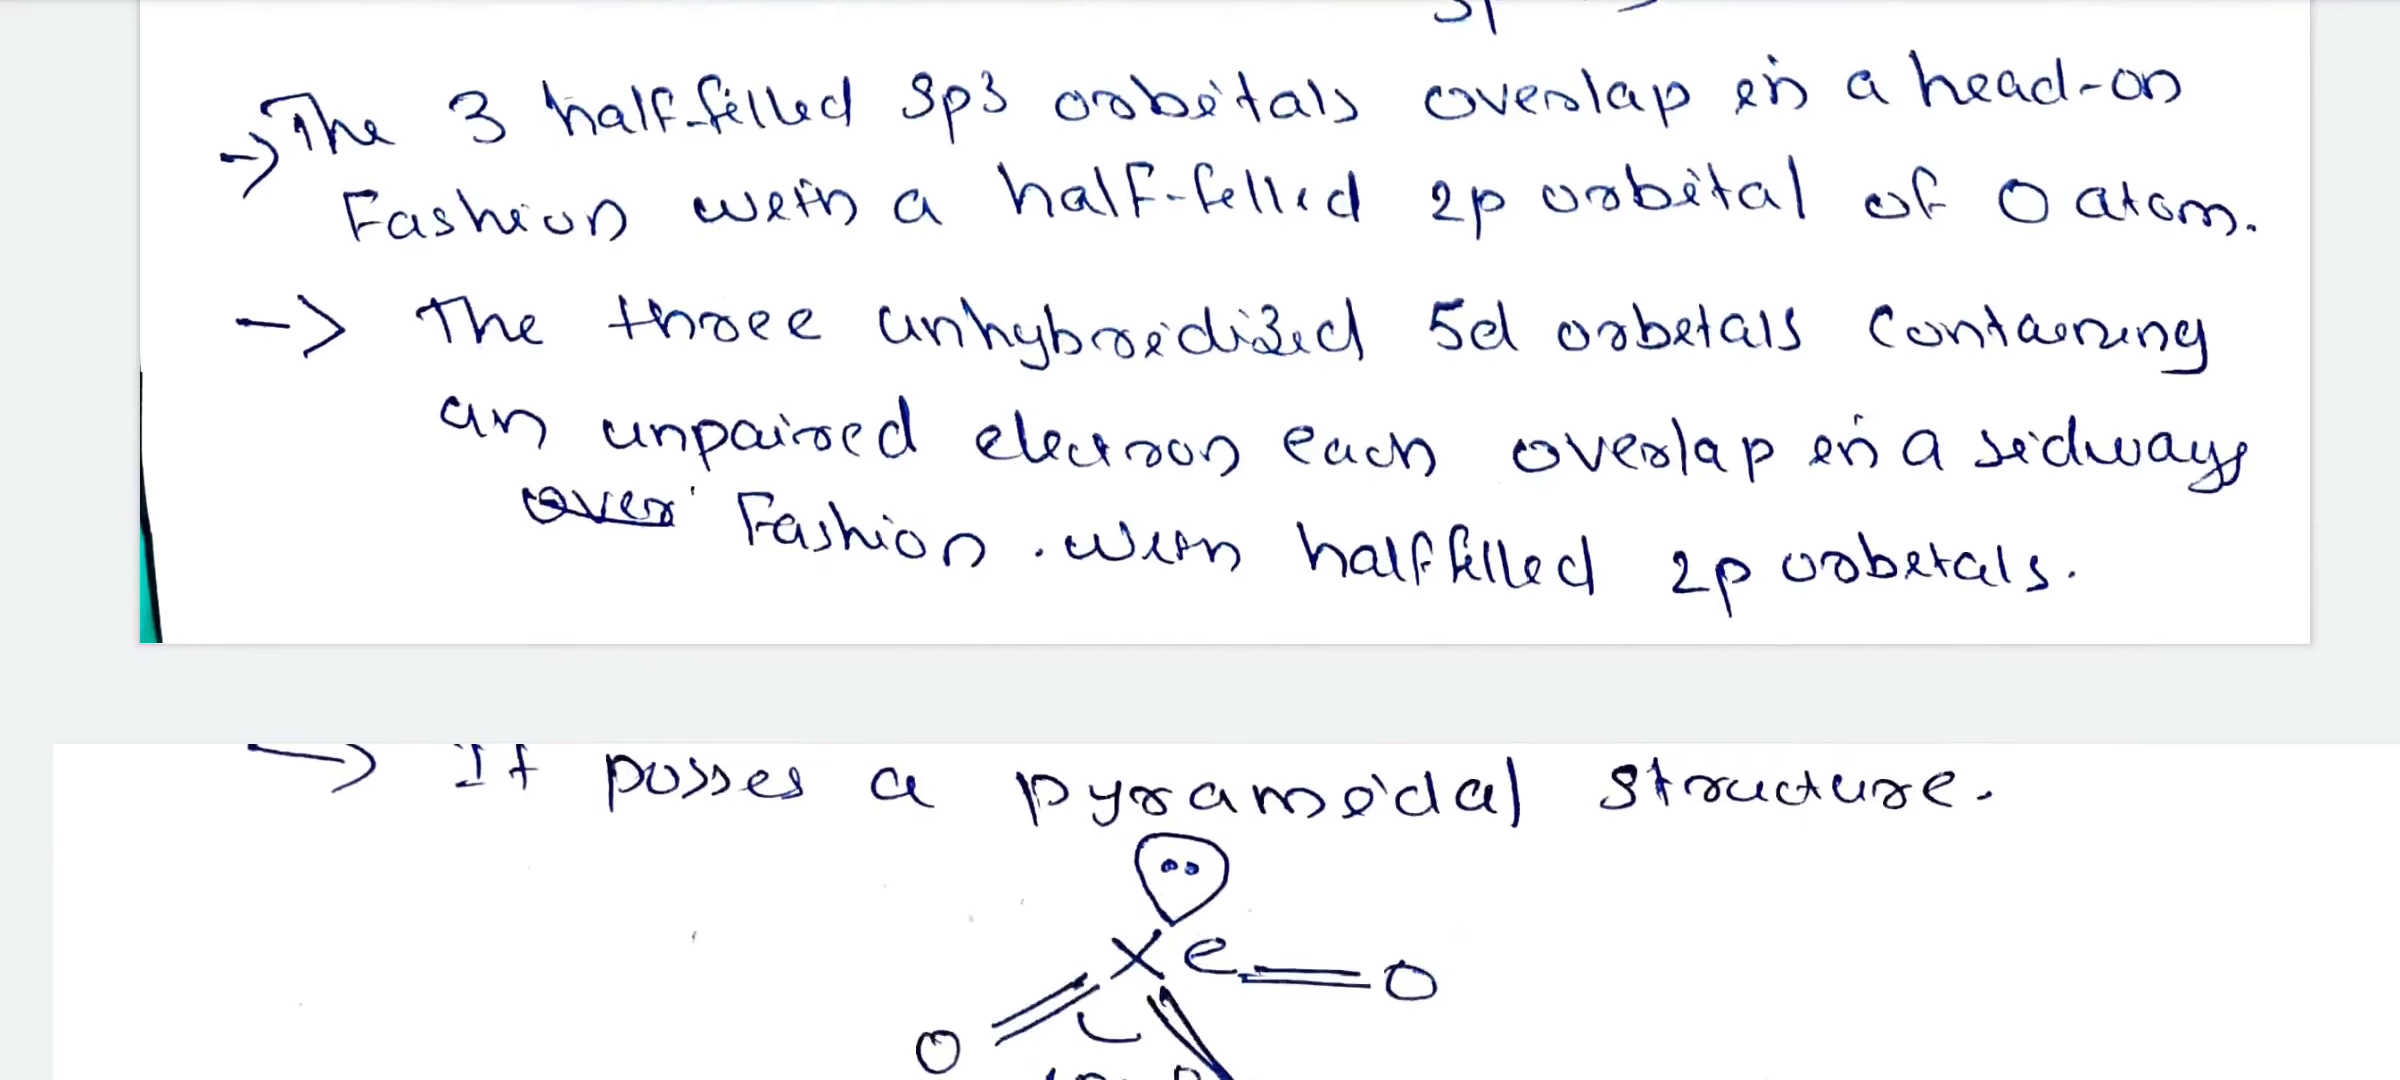 -> The 3 half-filled sp3 orbitals overlap in a head-on
Fashion with a half-filled 2p orbital of O atom.
-> The three unhybridized 5d orbitals containing
an unpaired electron each overlap in a sidways
over Fashion. with half filled 2p orbitals.
-> It posses a pyramidal structure.
Xe
O
O